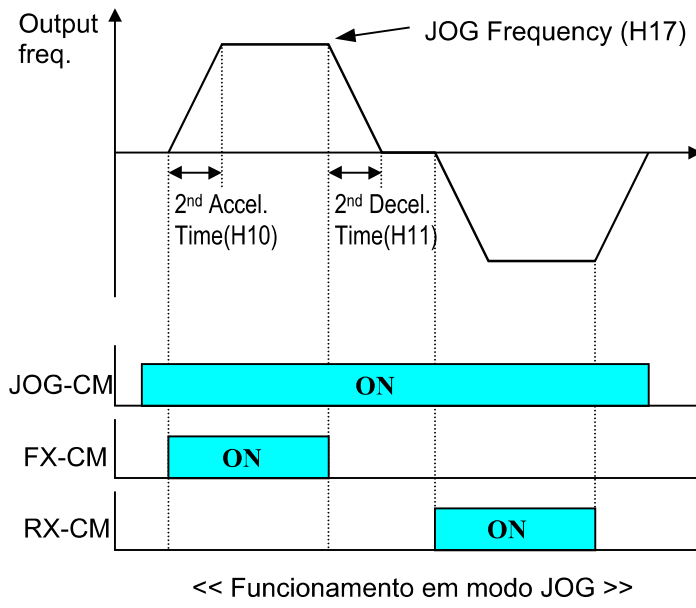 Output
freq.
JOG Frequency (H17)
2nd Accel.
Time(H10)
2nd Decel.
Time(H11)
JOG-CM
ON
FX-CM
ON
RX-CM
ON
<< Funcionamento em modo JOG >>